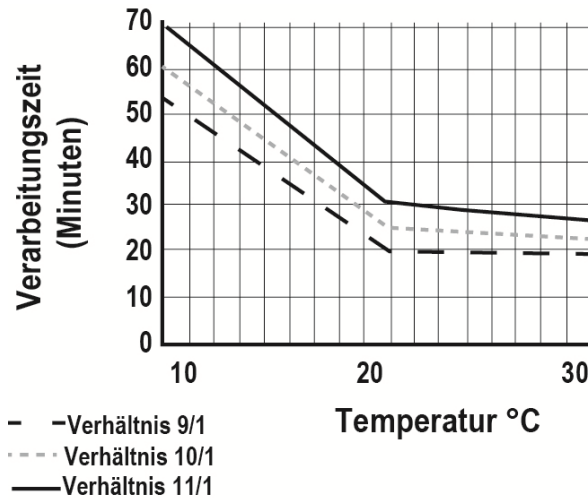 Verarbeitungszeit
(Minuten)
70
60
50
40
30
20
10
0
10 20 30
Temperatur °C
Verhältnis 9/1
Verhältnis 10/1
Verhältnis 11/1